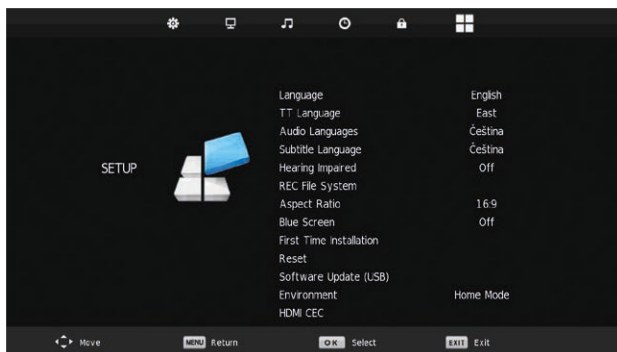 Language English
TT Language East
Audio Languages Čeština
Subtitle Language Čeština
SETUP
Hearing Impaired Off
REC File System
Aspect Ratio 16:9
Blue Screen Off
First Time Installation
Reset
Software Update (USB)
Environment Home Mode
HDMI CEC
Move MENU Return OK Select EXIT Exit